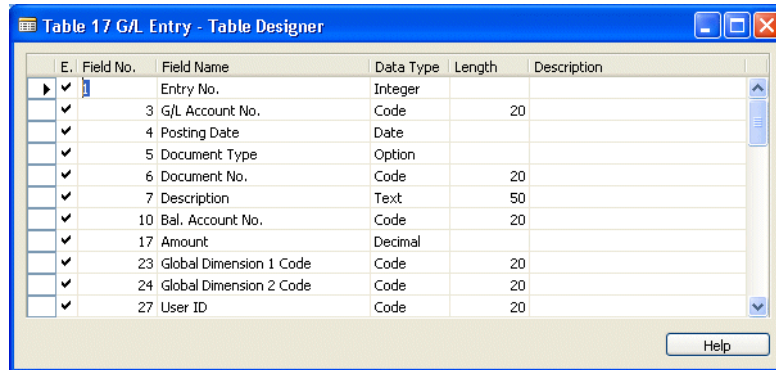 Table 17 G/L Entry - Table Designer
E. Field No. Field Name Data Type Length Description
1 Entry No. Integer
3 G/L Account No. Code 20
4 Posting Date Date
5 Document Type Option
6 Document No. Code 20
7 Description Text 50
10 Bal. Account No. Code 20
17 Amount Decimal
23 Global Dimension 1 Code Code 20
24 Global Dimension 2 Code Code 20
27 User ID Code 20
Help